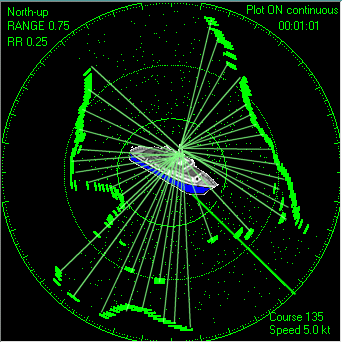 North-up
RANGE 0.75
RR 0.25
Plot ON continuous
00:01:01
Course 135
Speed 5.0 kt